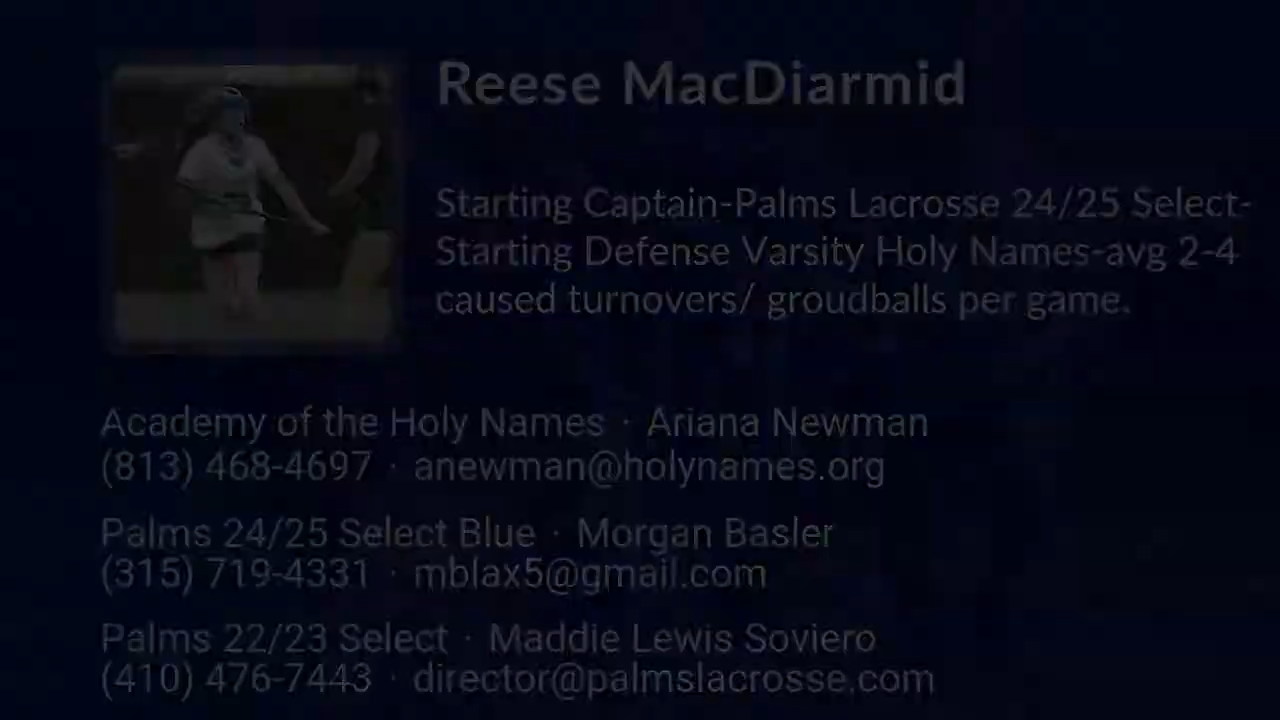 Reese MacDiarmid
Starting Captain-Palms Lacrosse 24/25 Select-
Starting Defense Varsity Holy Names-avg 2-4
caused turnovers/ groudballs per game.
Academy of the Holy Names · Ariana Newman
(813) 468-4697 · anewman@holynames.org
Palms 24/25 Select Blue · Morgan Basler
(315) 719-4331 · mblax5@gmail.com
Palms 22/23 Select · Maddie Lewis Soviero
(410) 476-7443 · director@palmslacrosse.com